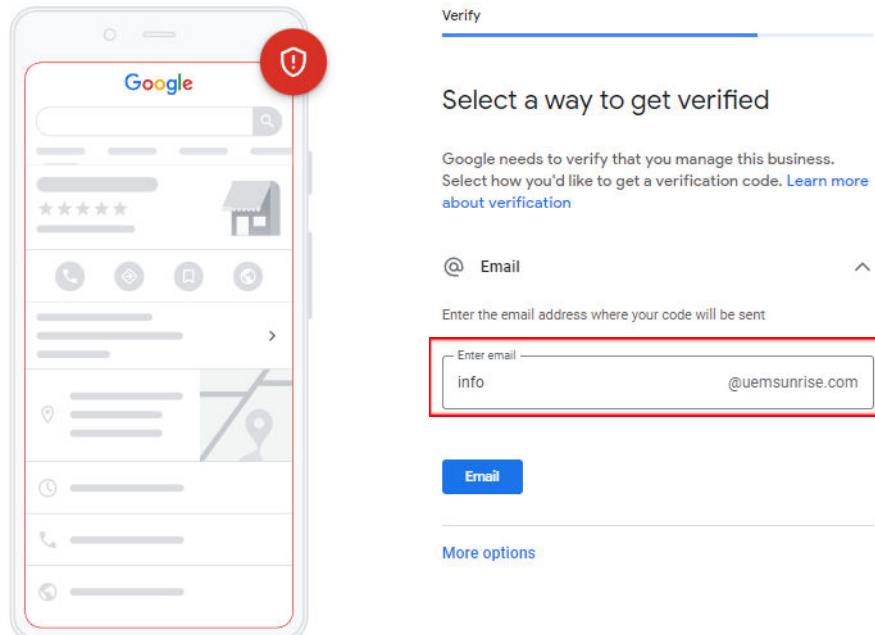 Google
Verify
Select a way to get verified
Google needs to verify that you manage this business.
Select how you'd like to get a verification code. Learn more
about verification
@ Email
Enter the email address where your code will be sent
Enter email
info @uemsunrise.com
Email
More options